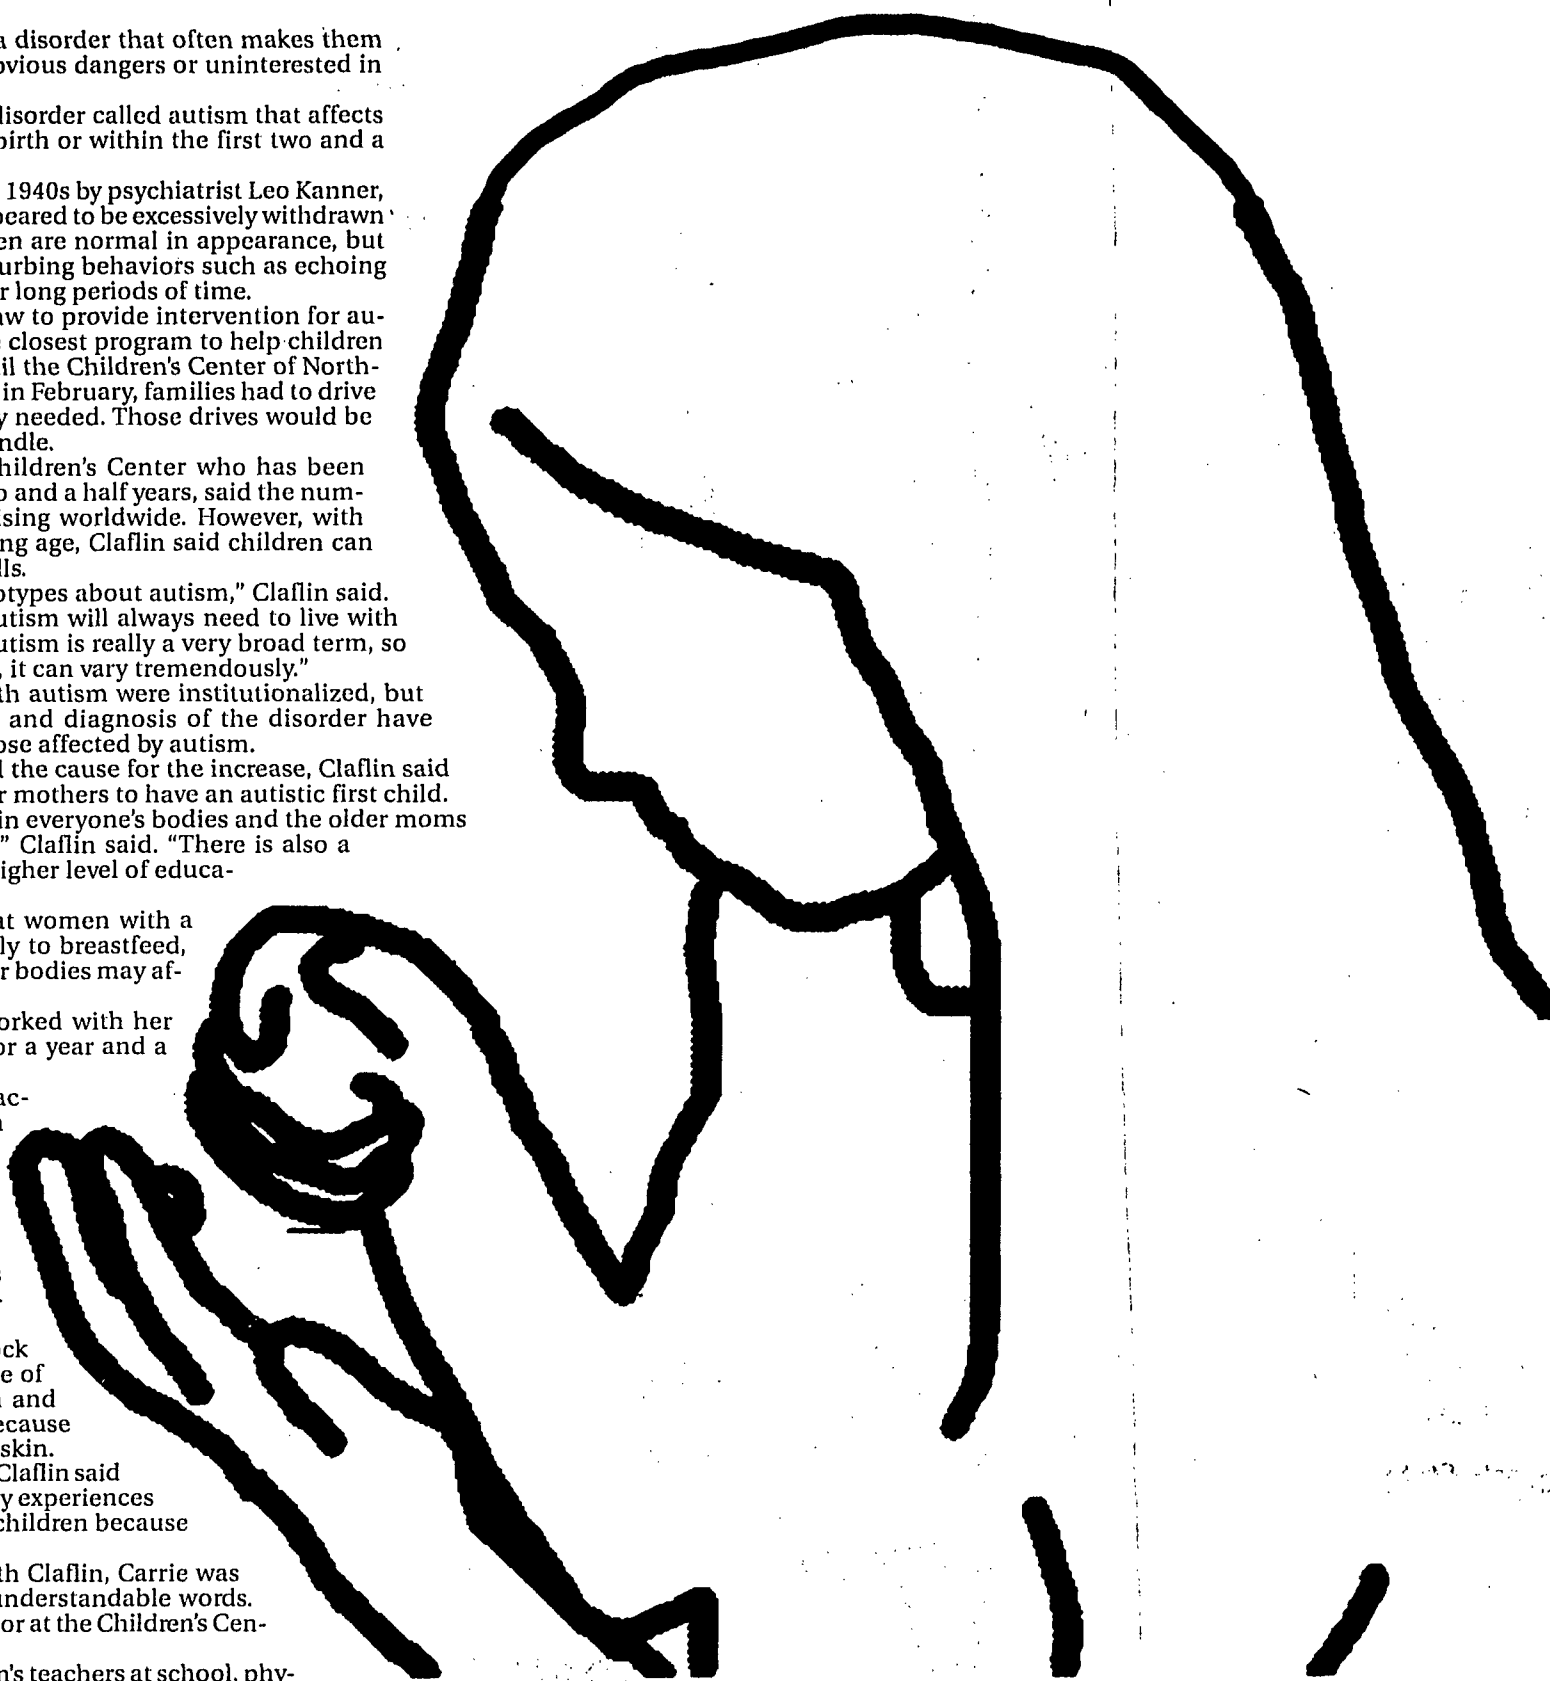 a disorder that often makes them
bvious dangers or uninterested in
disorder called autism that affects
birth or within the first two and a
1940s by psychiatrist Leo Kanner,
peared to be excessively withdrawn
en are normal in appearance, but
urbing behaviors such as echoing
r long periods of time.
aw to provide intervention for au-
closest program to help children
il the Children's Center of North-
in February, families had to drive
y needed. Those drives would be
ndle.
hildren's Center who has been
o and a half years, said the num-
ising worldwide. However, with
ng age, Claflin said children can
lls.
otypes about autism,” Claflin said.
utism will always need to live with
utism is really a very broad term, so
, it can vary tremendously.”
th autism were institutionalized, but
and diagnosis of the disorder have
ose affected by autism.
d the cause for the increase, Claflin said
r mothers to have an autistic first child.
in everyone's bodies and the older moms
” Claflin said. “There is also a
igher level of educa-
at women with a
ly to breastfeed,
r bodies may af-
orked with her
or a year and a
ac-
ock
e of
and
ecause
skin.
Claflin said
y experiences
children because
th Claflin, Carrie was
understandable words.
or at the Children's Cen-
n's teachers at school, phy-